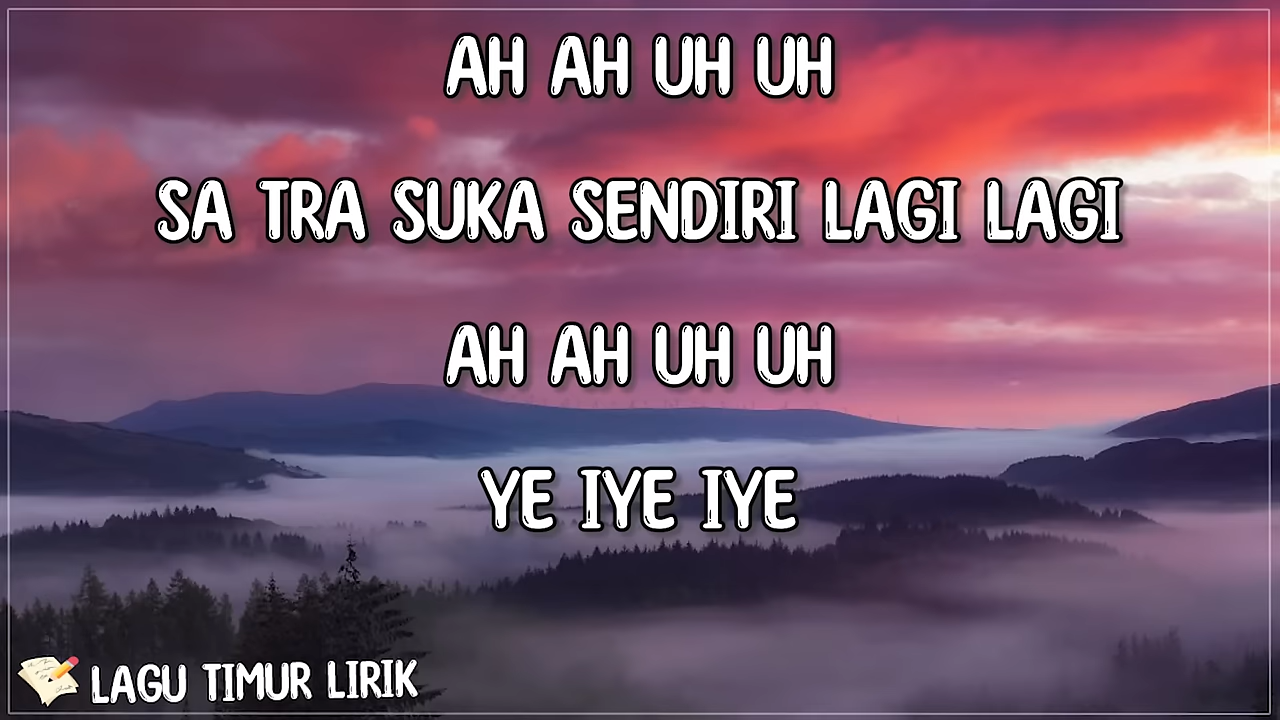 AH AH UH UH
SA TRA SUKA SENDIRI LAGI LAGI
AH AH UH UH
YE IYE IYE
LAGU TIMUR LIRIK